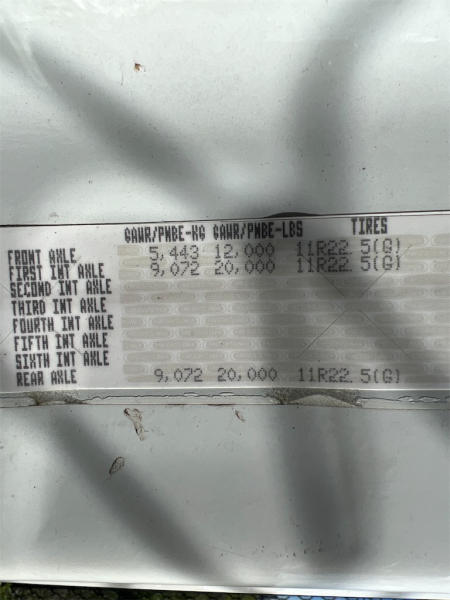 GAWR/PNBE-KG GAWR/PNBE-LBS TIRES
FRONT AXLE 5,443 12,000 11R22.5(G)
FIRST INT AXLE 9,072 20,000 11R22.5(G)
SECOND INT AXLE
THIRD INT AXLE
FOURTH INT AXLE
FIFTH INT AXLE
SIXTH INT AXLE
REAR AXLE 9,072 20,000 11R22.5(G)